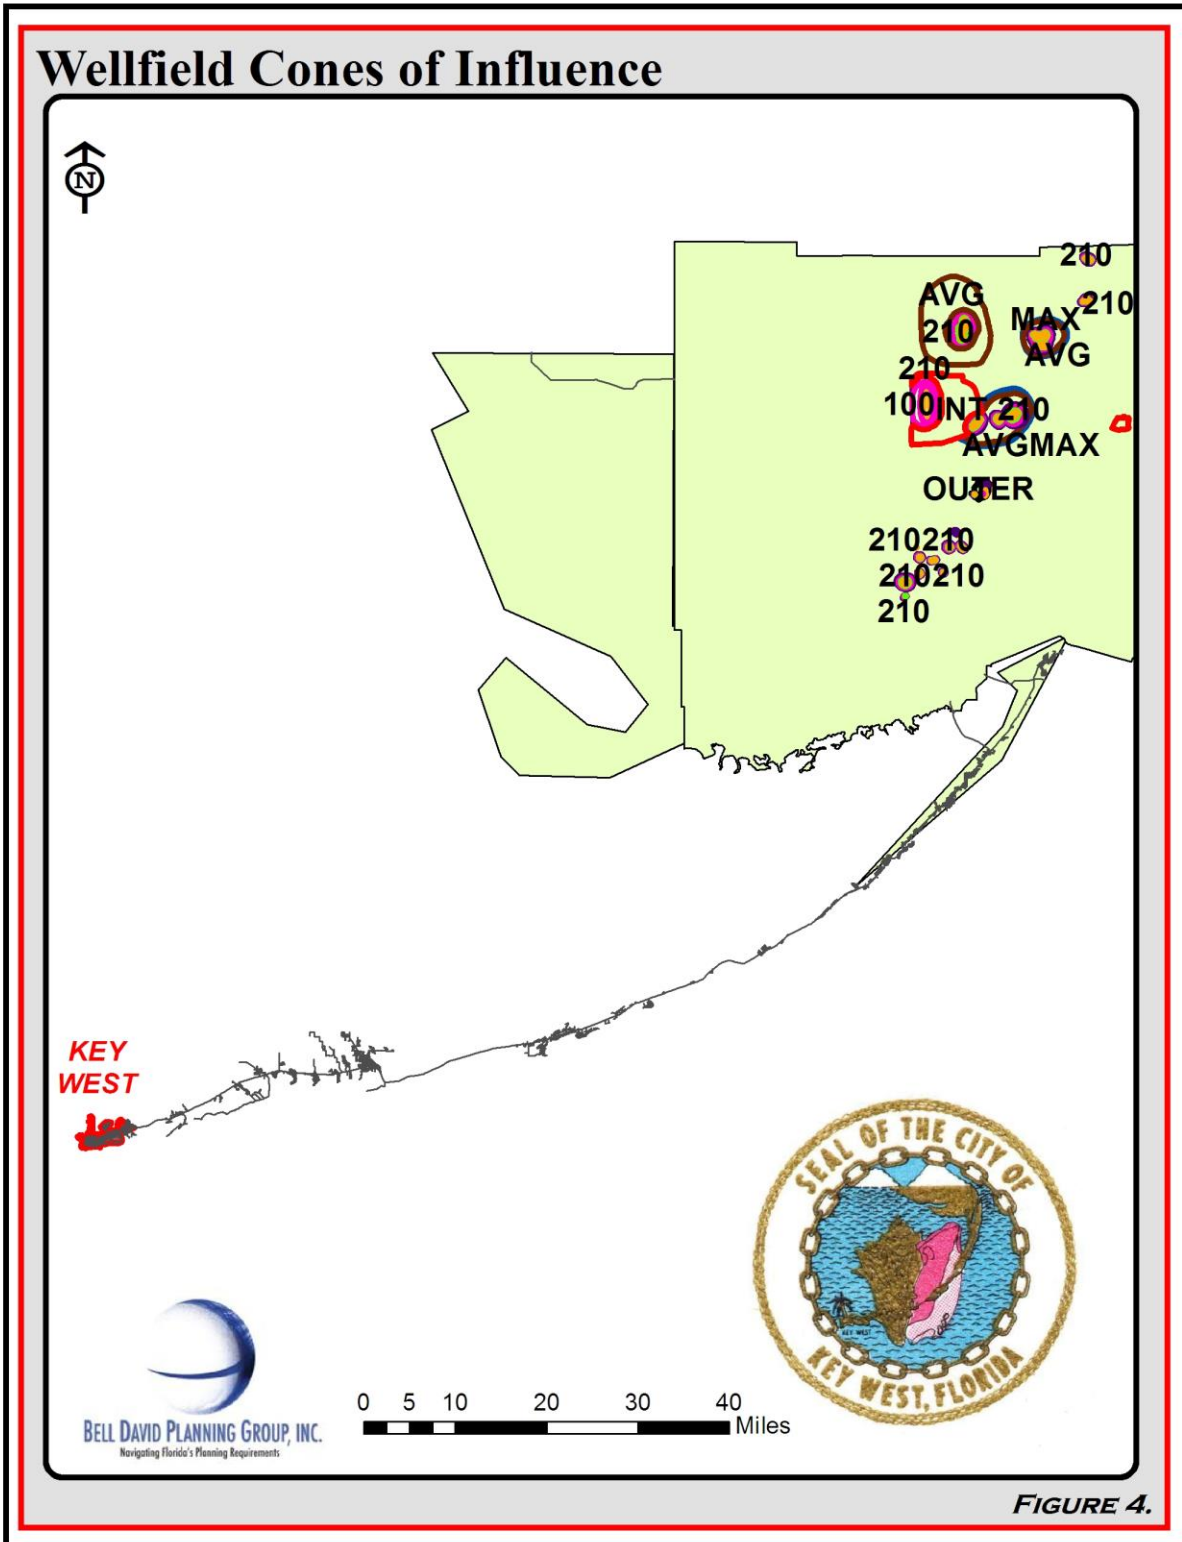 Wellfield Cones of Influence
N
210
AVG
210
MAX
210
AVG
210
100
INT
210
AVGMAX
OUTER
210210
210210
210
KEY
WEST
SEAL OF THE CITY OF
KEY WEST
KEY WEST, FLORIDA
BELL DAVID PLANNING GROUP, INC.
Navigating Florida's Planning Requirements
0 5 10 20 30 40
Miles
FIGURE 4.